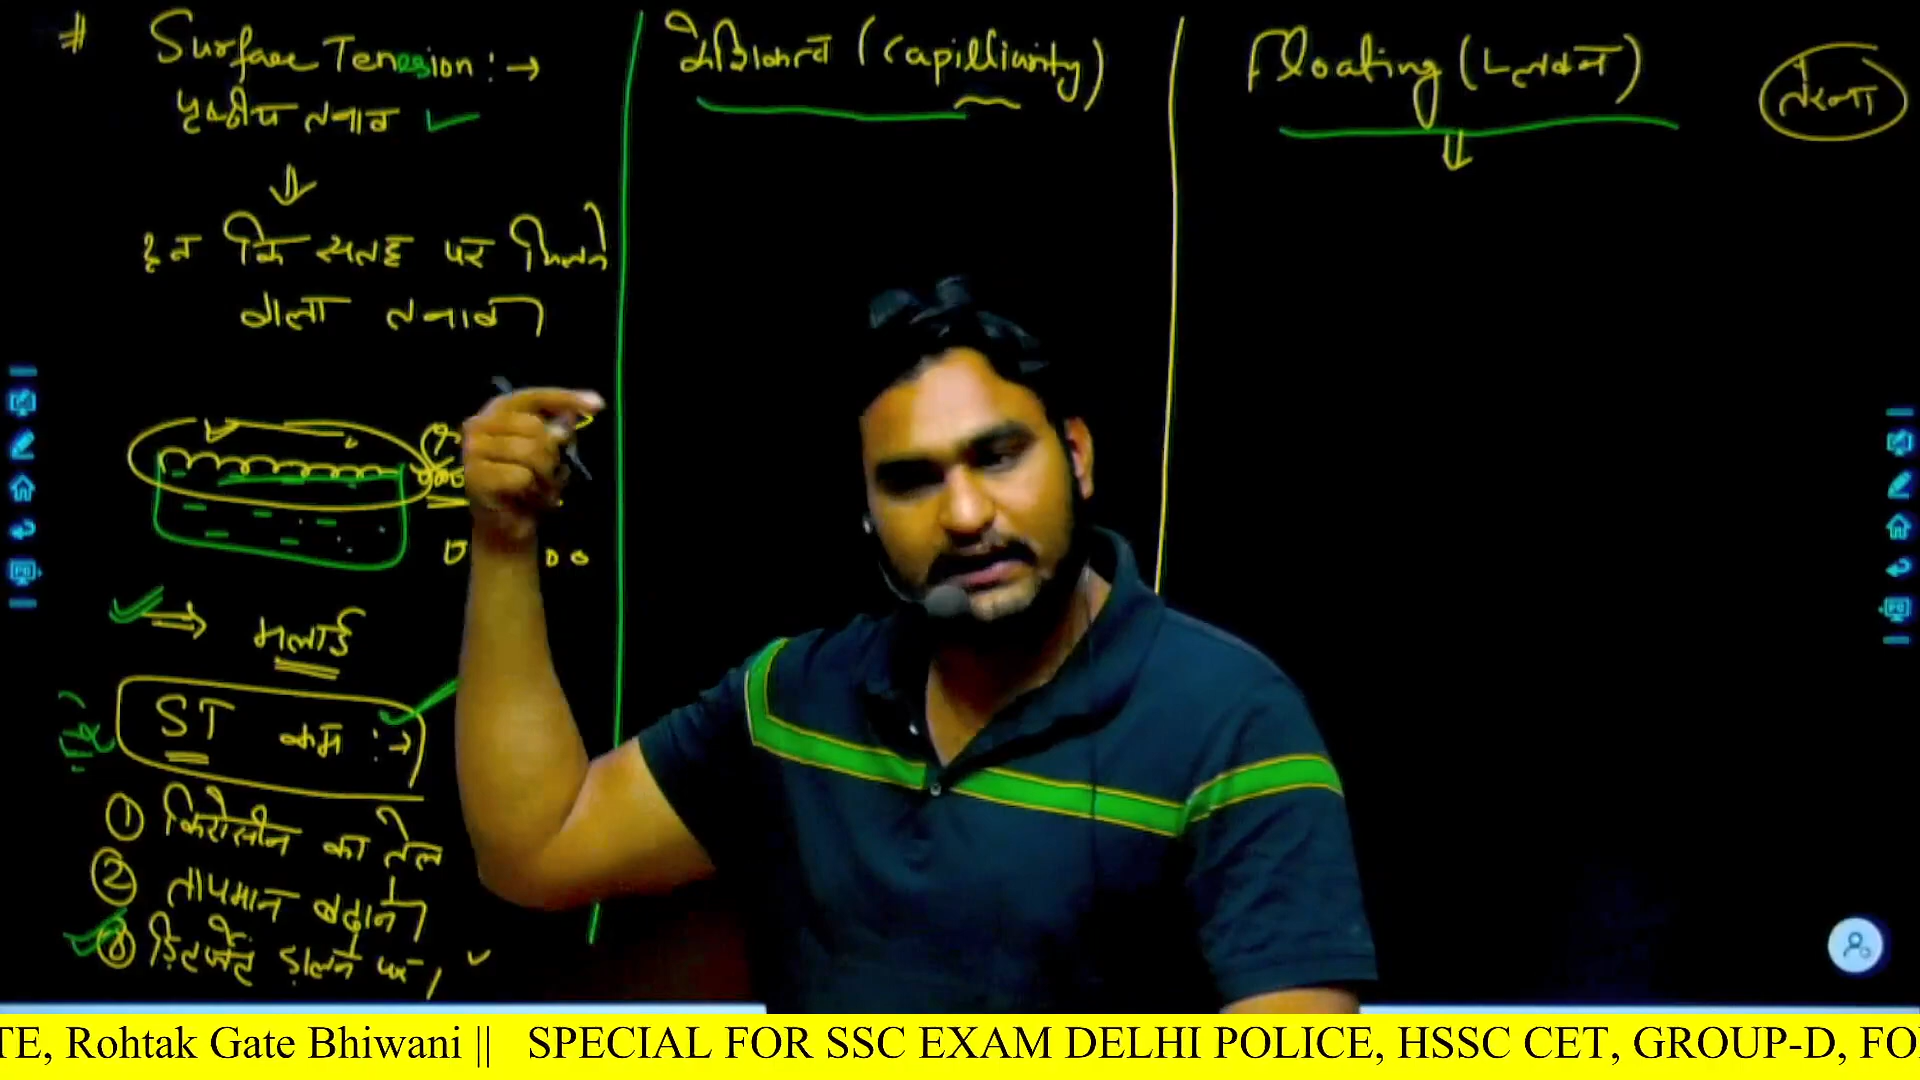 # Surface Tension :→
पृष्ठीय तनाव ✓
द्रव कि सतह पर मिलने
वाला तनाव।
मलाई
ST कम :→
① किरोसीन का तेल
② तापमान बढ़ाने।
③ डिटर्जेंट डालने पर,
केशिकत्व (Capilliarity)
Floating (प्लवन)
तैरना
TE, Rohtak Gate Bhiwani || SPECIAL FOR SSC EXAM DELHI POLICE, HSSC CET, GROUP-D, FO